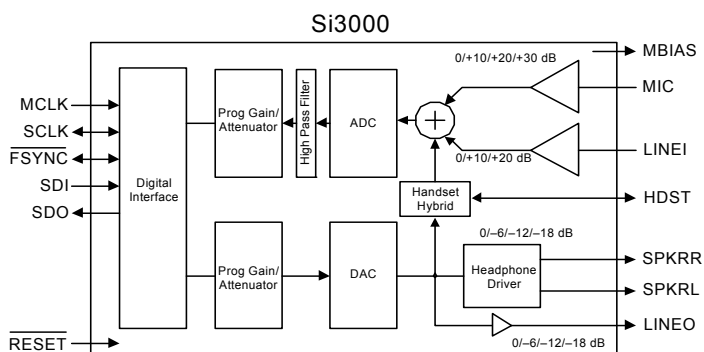 Si3000
MBIAS
0/+10/+20/+30 dB
MIC
MCLK
SCLK
FSYNC
SDI
SDO
Digital
Interface
Prog Gain/
Attenuator
High Pass Filter
ADC
+
LINEI
0/+10/+20 dB
Handset
Hybrid
HDST
0/–6/–12/–18 dB
Prog Gain/
Attenuator
DAC
Headphone
Driver
SPKRR
SPKRL
LINEO
RESET
0/–6/–12/–18 dB